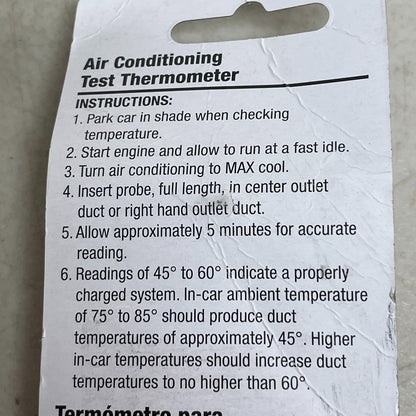 Air Conditioning
Test Thermometer
INSTRUCTIONS:
1. Park car in shade when checking
temperature.
2. Start engine and allow to run at a fast idle.
3. Turn air conditioning to MAX cool.
4. Insert probe, full length, in center outlet
duct or right hand outlet duct.
5. Allow approximately 5 minutes for accurate
reading.
6. Readings of 45° to 60° indicate a properly
charged system. In-car ambient temperature
of 75° to 85° should produce duct
temperatures of approximately 45°. Higher
in-car temperatures should increase duct
temperatures to no higher than 60°.
Termómetro para